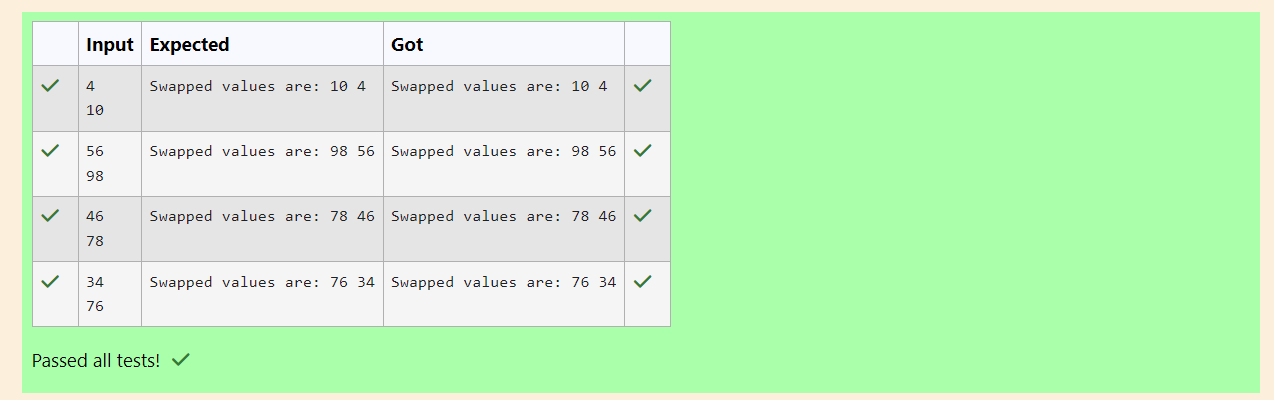 Input Expected Got
4 Swapped values are: 10 4 Swapped values are: 10 4
10
56 Swapped values are: 98 56 Swapped values are: 98 56
98
46 Swapped values are: 78 46 Swapped values are: 78 46
78
34 Swapped values are: 76 34 Swapped values are: 76 34
76
Passed all tests!